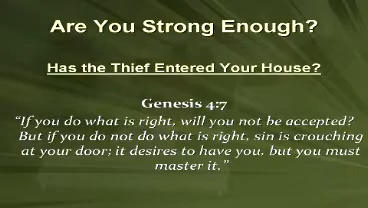 Are You Strong Enough?
Has the Thief Entered Your House?
Genesis 4:7
“If you do what is right, will you not be accepted?
But if you do not do what is right, sin is crouching
at your door; it desires to have you, but you must
master it.”